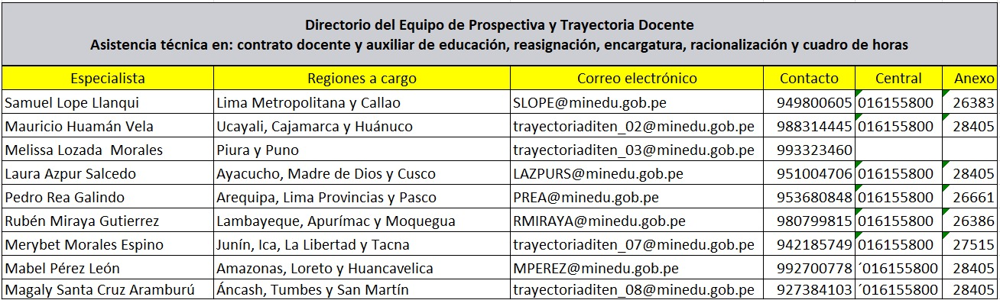 Directorio del Equipo de Prospectiva y Trayectoria Docente
Asistencia técnica en: contrato docente y auxiliar de educación, reasignación, encargatura, racionalización y cuadro de horas
Especialista Regiones a cargo Correo electrónico Contacto Central Anexo
Samuel Lope Llanqui Lima Metropolitana y Callao SLOPE@minedu.gob.pe 949800605 016155800 26383
Mauricio Huamán Vela Ucayali, Cajamarca y Huánuco trayectoriaditen_02@minedu.gob.pe 988314445 016155800 28405
Melissa Lozada  Morales Piura y Puno trayectoriaditen_03@minedu.gob.pe 993323460
Laura Azpur Salcedo Ayacucho, Madre de Dios y Cusco LAZPURS@minedu.gob.pe 951004706 016155800 28405
Pedro Rea Galindo Arequipa, Lima Provincias y Pasco PREA@minedu.gob.pe 953680848 016155800 26661
Rubén Miraya Gutierrez Lambayeque, Apurímac y Moquegua RMIRAYA@minedu.gob.pe 980799815 016155800 26386
Merybet Morales Espino Junín, Ica, La Libertad y Tacna trayectoriaditen_07@minedu.gob.pe 942185749 016155800 27515
Mabel Pérez León Amazonas, Loreto y Huancavelica MPEREZ@minedu.gob.pe 992700778 ´016155800 28405
Magaly Santa Cruz Aramburú Áncash, Tumbes y San Martín trayectoriaditen_08@minedu.gob.pe 927384103 ´016155800 28405